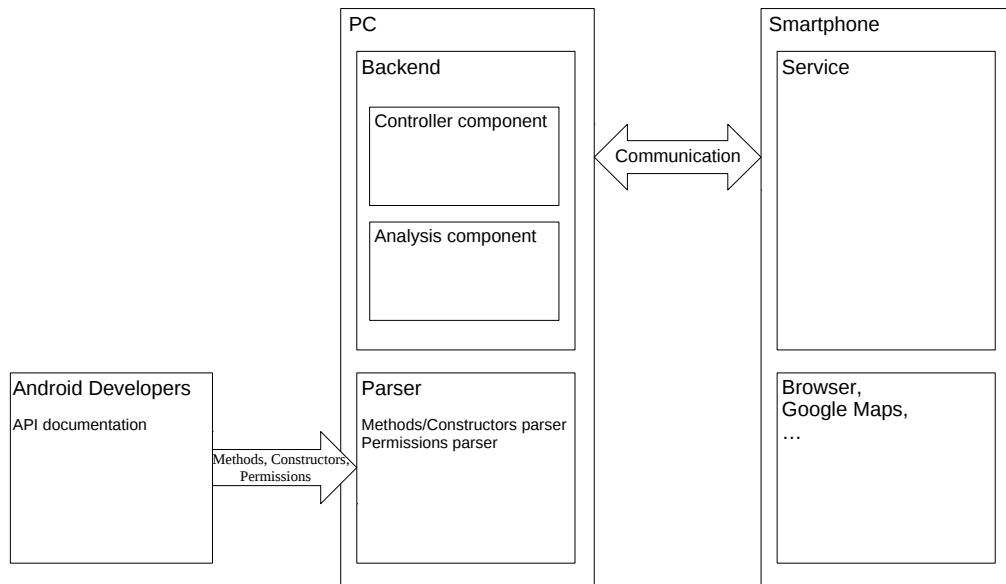 PC
Backend
Controller component
Analysis component
Communication
Smartphone
Service
Android Developers
API documentation
Methods, Constructors,
Permissions
Parser
Methods/Constructors parser
Permissions parser
Browser,
Google Maps,
…